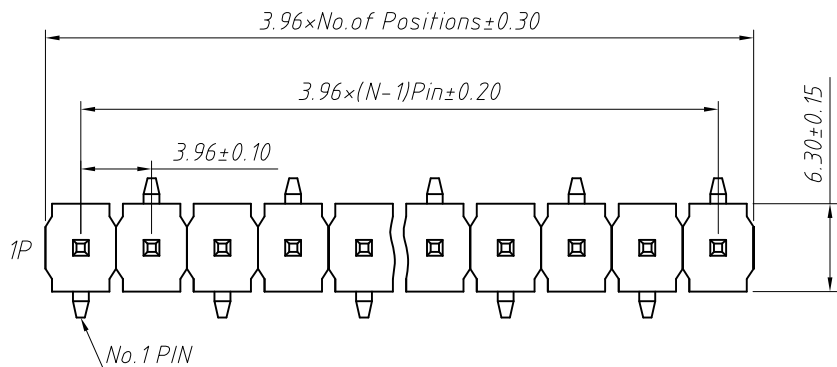 3.96×No.of Positions±0.30
3.96×(N-1)Pin±0.20
3.96±0.10
6.30±0.15
1P
No.1 PIN